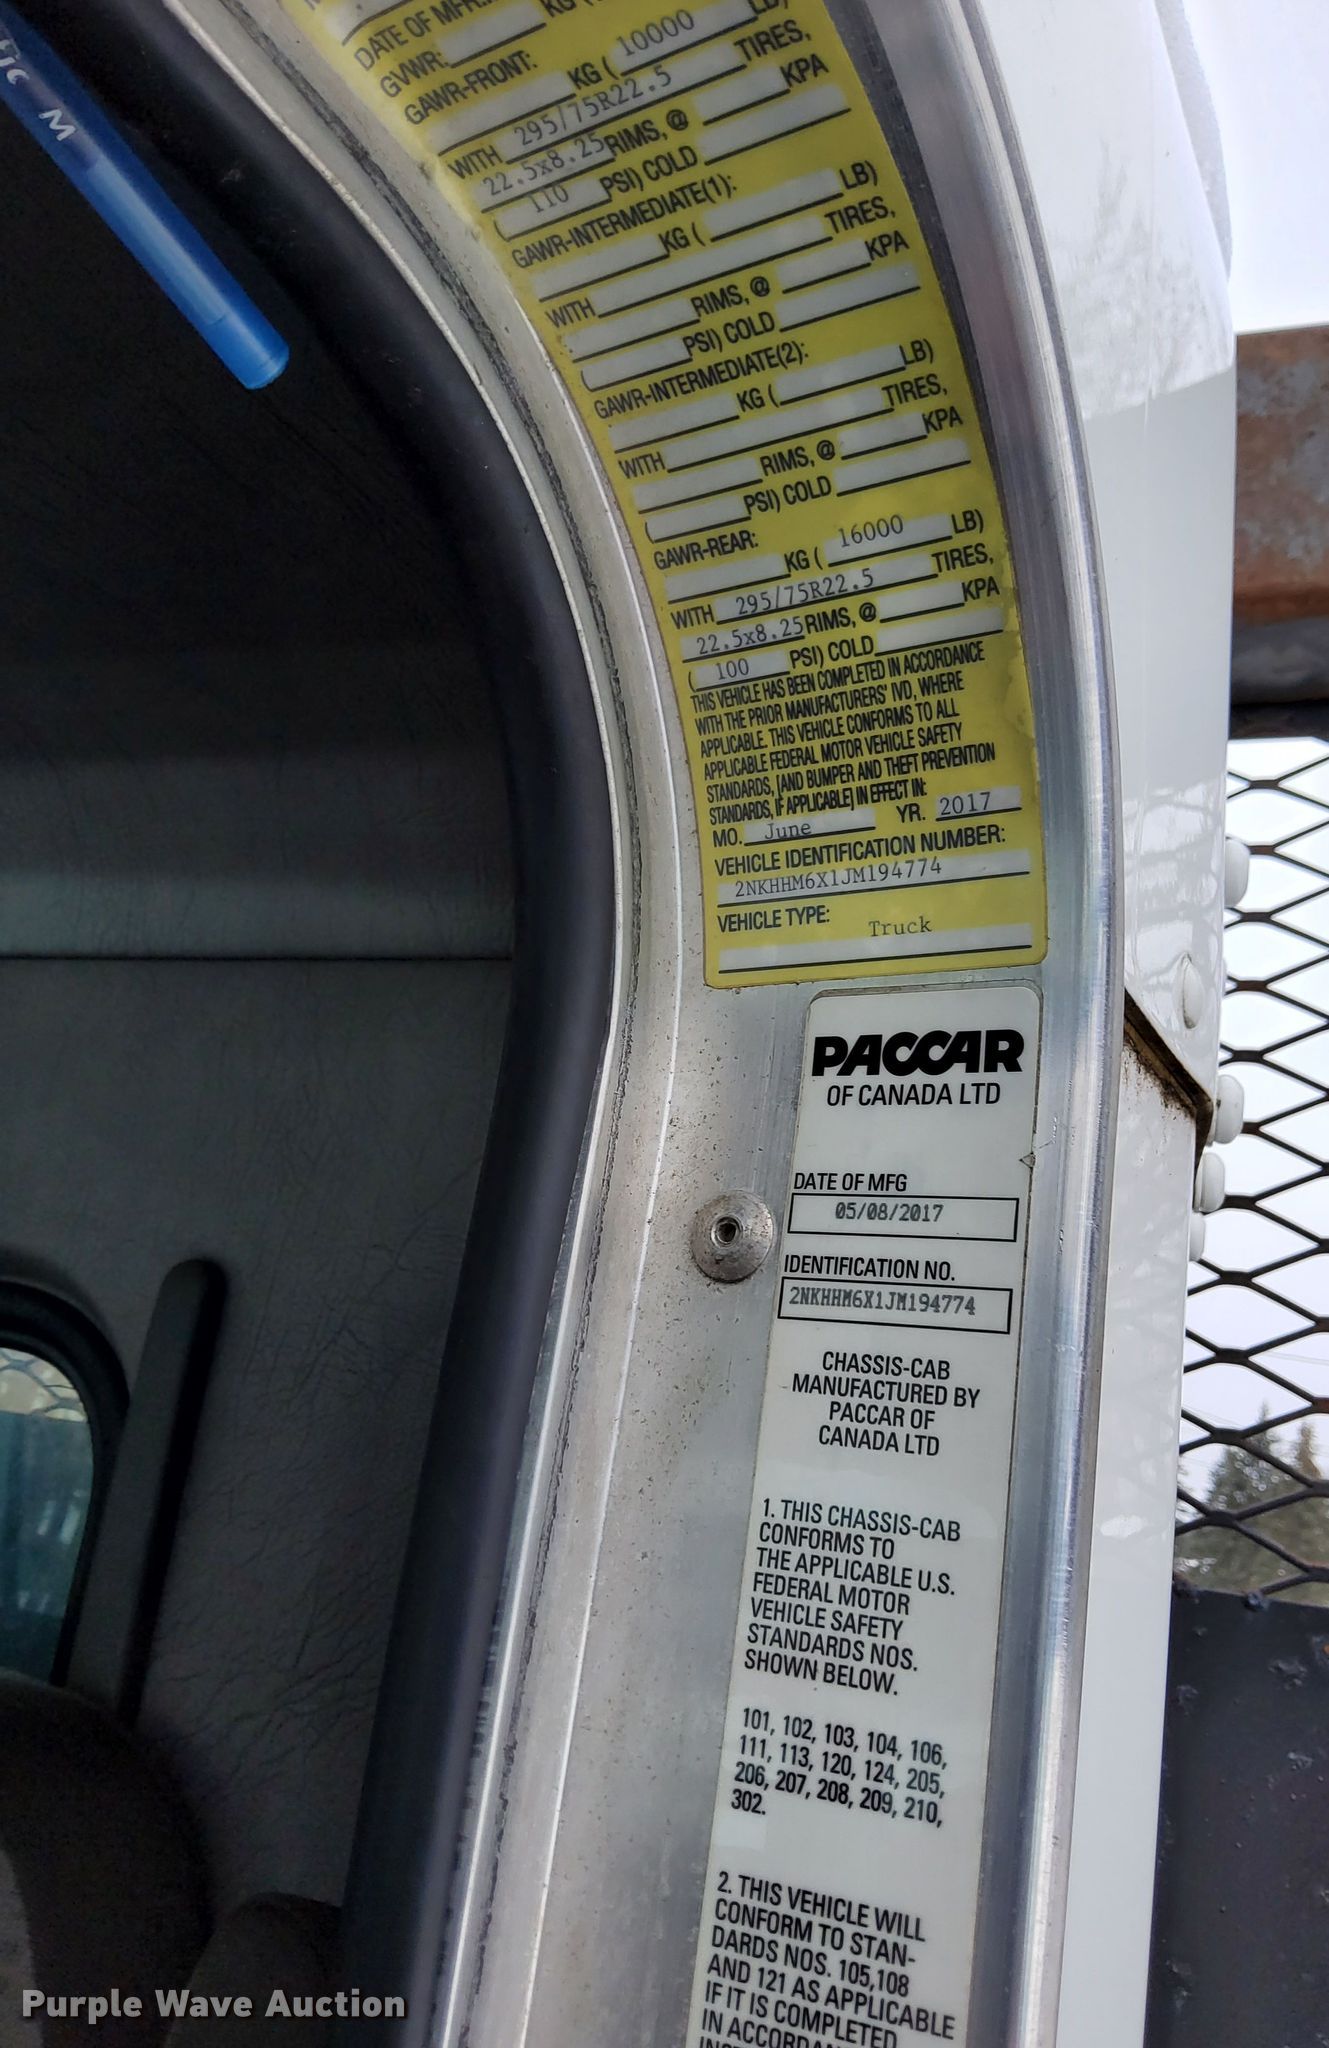 M
DATE OF MFR.
GVWR: KG
GAWR-FRONT:
KG ( 10000 LB)
WITH 295/75R22.5 TIRES,
22.5x8.25 RIMS, @ KPA
( 110 PSI) COLD
GAWR-INTERMEDIATE(1):
KG ( LB)
WITH TIRES,
RIMS, @ KPA
( PSI) COLD
GAWR-INTERMEDIATE(2):
KG ( LB)
WITH TIRES,
RIMS, @ KPA
( PSI) COLD
GAWR-REAR:
KG ( 16000 LB)
WITH 295/75R22.5 TIRES,
22.5x8.25 RIMS, @ KPA
( 100 PSI) COLD
THIS VEHICLE HAS BEEN COMPLETED IN ACCORDANCE
WITH THE PRIOR MANUFACTURERS' IVD, WHERE
APPLICABLE. THIS VEHICLE CONFORMS TO ALL
APPLICABLE FEDERAL MOTOR VEHICLE SAFETY
STANDARDS, [AND BUMPER AND THEFT PREVENTION
STANDARDS, IF APPLICABLE] IN EFFECT IN:
MO. June YR. 2017
VEHICLE IDENTIFICATION NUMBER:
2NKHHM6X1JM194774
VEHICLE TYPE: Truck
PACCAR
OF CANADA LTD
DATE OF MFG
05/08/2017
IDENTIFICATION NO.
2NKHHM6X1JM194774
CHASSIS-CAB
MANUFACTURED BY
PACCAR OF
CANADA LTD
1. THIS CHASSIS-CAB
CONFORMS TO
THE APPLICABLE U.S.
FEDERAL MOTOR
VEHICLE SAFETY
STANDARDS NOS.
SHOWN BELOW.
101, 102, 103, 104, 106,
111, 113, 120, 124, 205,
206, 207, 208, 209, 210,
302.
2. THIS VEHICLE WILL
CONFORM TO STAN-
DARDS NOS. 105,108
AND 121 AS APPLICABLE
IF IT IS COMPLETED
IN ACCORDAN
Purple Wave Auction